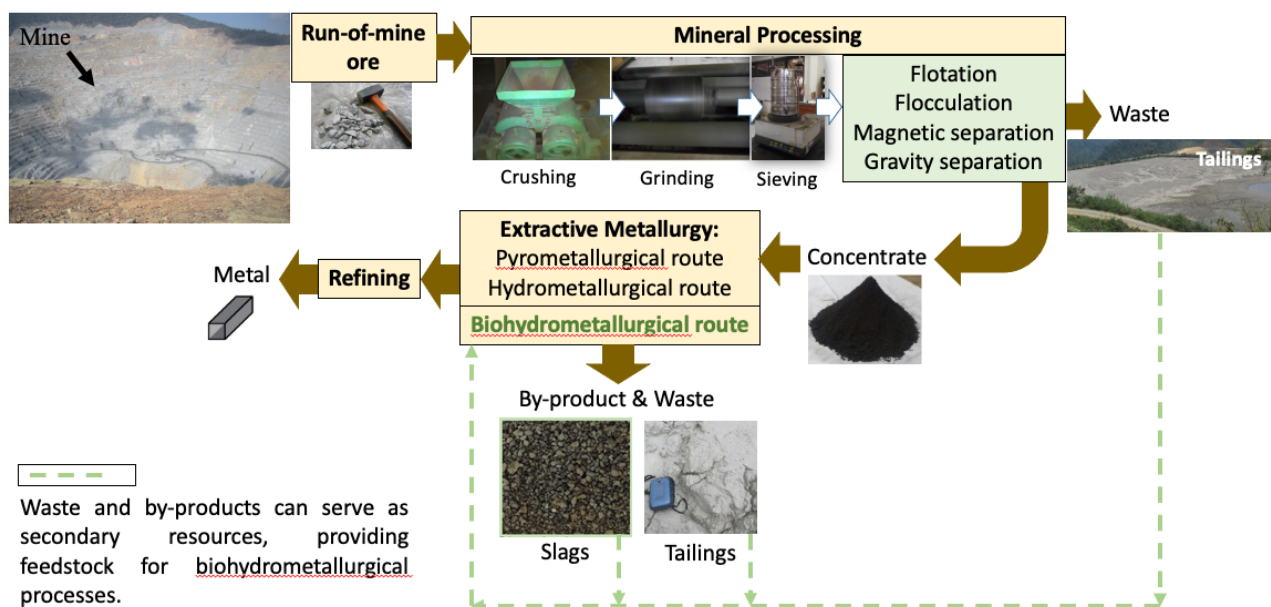 Mine
Run-of-mine
ore
Mineral Processing
Crushing
Grinding
Sieving
Flotation
Flocculation
Magnetic separation
Gravity separation
Waste
Tailings
Concentrate
Extractive Metallurgy:
Pyrometallurgical route
Hydrometallurgical route
Biohydrometallurgical route
Refining
Metal
By-product & Waste
Slags
Tailings
Waste and by-products can serve as
secondary resources, providing
feedstock for biohydrometallurgical
processes.